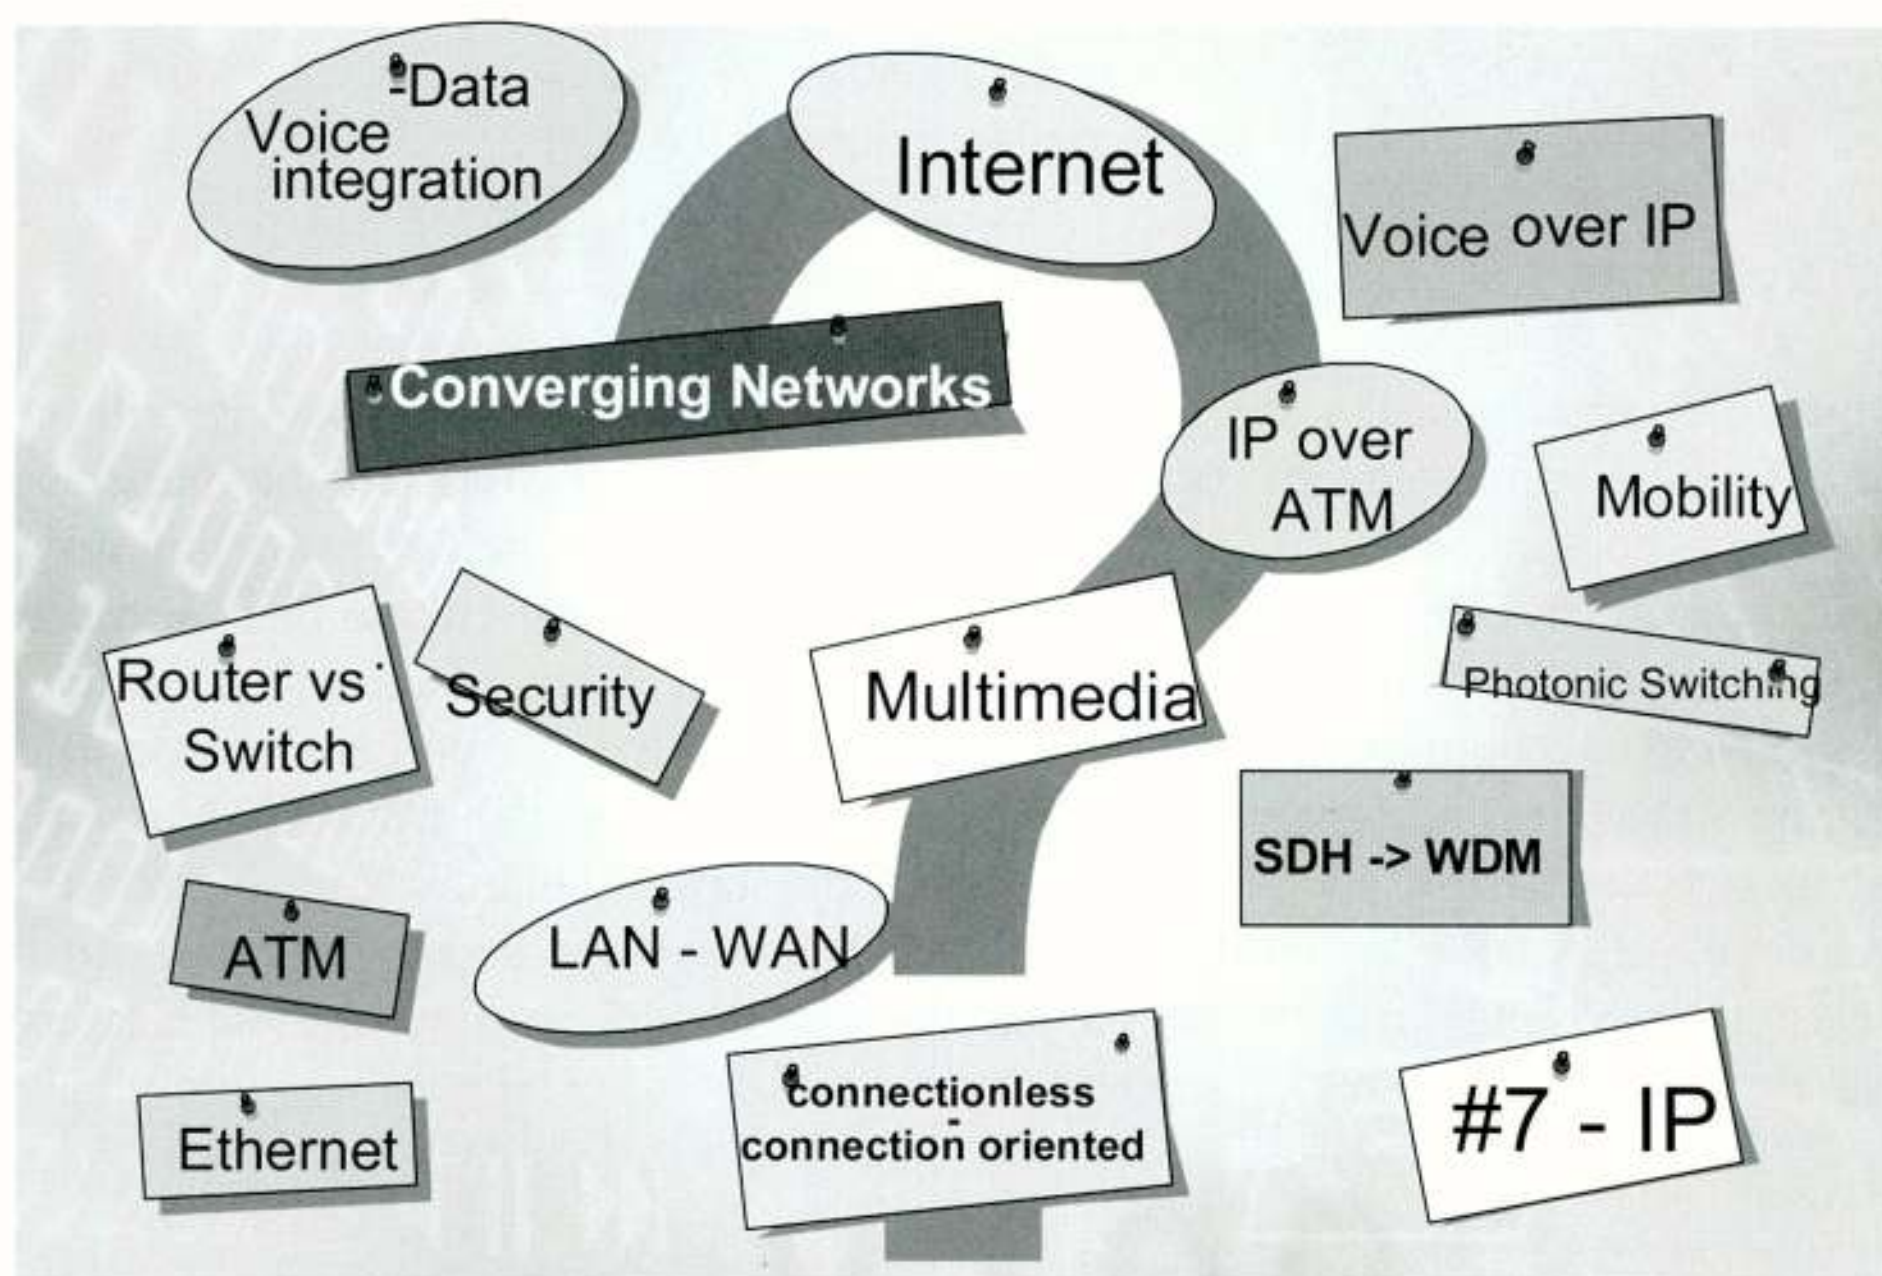 -Data
Voice
integration
Internet
Voice over IP
Converging Networks
IP over
ATM
Mobility
Router vs
Switch
Security
Multimedia
Photonic Switching
SDH -> WDM
ATM
LAN - WAN
Ethernet
connectionless
-
connection oriented
#7 - IP